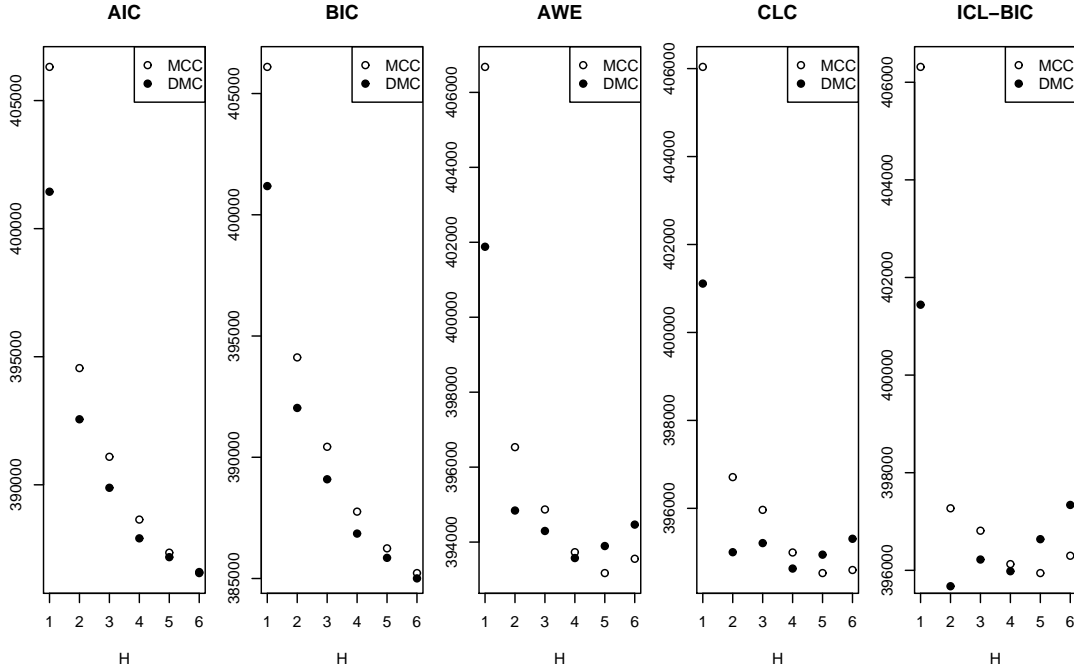 AIC
BIC
AWE
CLC
ICL−BIC
MCC
DMC
405000
400000
395000
390000
1 2 3 4 5 6
H
MCC
DMC
405000
400000
395000
390000
385000
1 2 3 4 5 6
H
MCC
DMC
406000
404000
402000
400000
398000
396000
394000
1 2 3 4 5 6
H
MCC
DMC
406000
404000
402000
400000
398000
396000
1 2 3 4 5 6
H
MCC
DMC
406000
404000
402000
400000
398000
396000
1 2 3 4 5 6
H